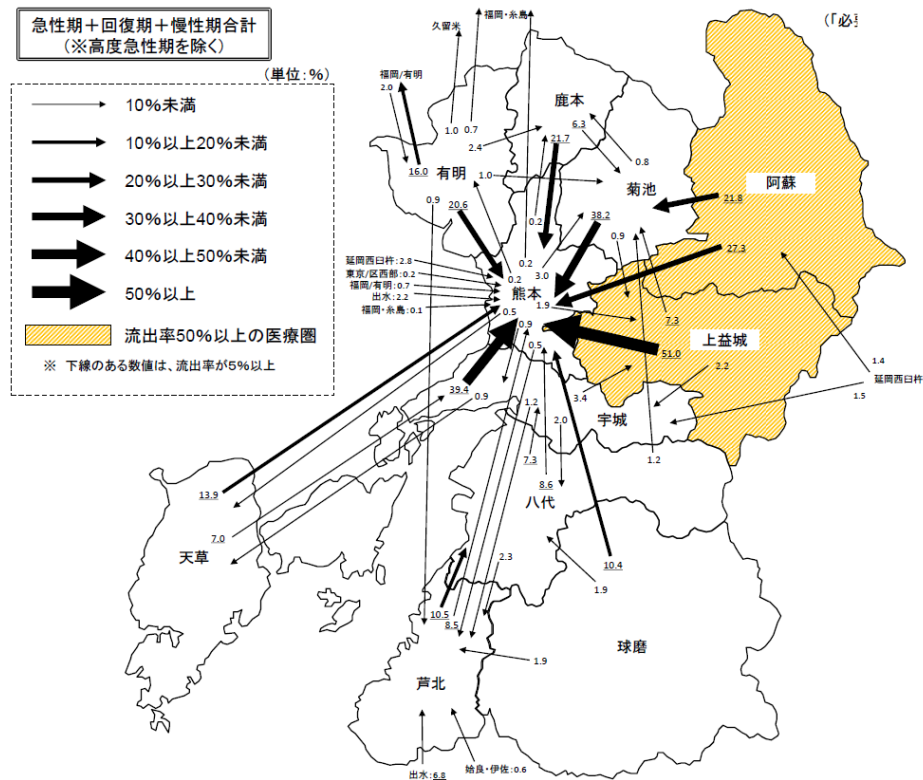 急性期＋回復期＋慢性期合計
（※高度急性期を除く）
（「必
（単位：％）
10％未満
10％以上20％未満
20％以上30％未満
30％以上40％未満
40％以上50％未満
50％以上
流出率50％以上の医療圏
※ 下線のある数値は、流出率が5％以上
久留米
福岡・糸島
福岡/有明
2.0
16.0
1.0
0.7
2.4
有明
1.0
20.6
0.9
鹿本
6.3
21.7
0.8
菊池
0.2
38.2
0.9
阿蘇
21.8
27.3
延岡西臼杵：2.8
東京/区西部：0.2
福岡/有明：0.7
出水：2.2
福岡・糸島：0.1
0.2
0.2
3.0
熊本
1.9
0.5
0.9
0.5
7.3
上益城
51.0
2.2
1.4
延岡西臼杵
1.5
3.4
宇城
39.4
0.9
1.2
2.0
7.3
8.6
八代
1.2
13.9
7.0
天草
10.4
1.9
2.3
10.5
8.5
球磨
1.9
芦北
出水：6.8
姶良・伊佐：0.6